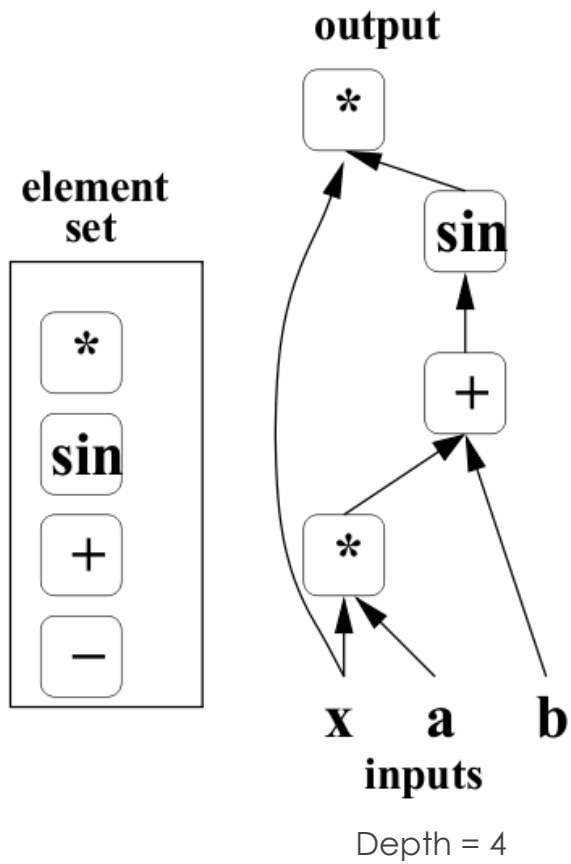 output
*
element
set
sin
*
sin
+
+
*
−
x a b
inputs
Depth = 4